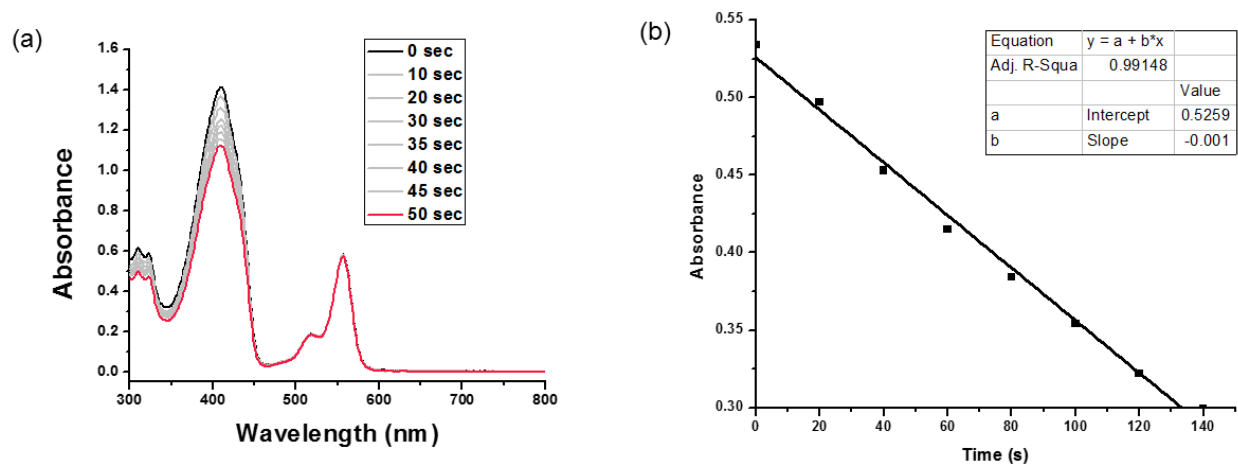 (a)
1.6
1.4
1.2
1.0
0.8
0.6
0.4
0.2
0.0
Absorbance
300 400 500 600 700 800
Wavelength (nm)
0 sec
10 sec
20 sec
30 sec
35 sec
40 sec
45 sec
50 sec
(b)
0.55
0.50
0.45
0.40
0.35
0.30
Absorbance
0 20 40 60 80 100 120 140
Time (s)
Equation y = a + b*x
Adj. R-Squa 0.99148
Value
a Intercept 0.5259
b Slope -0.001